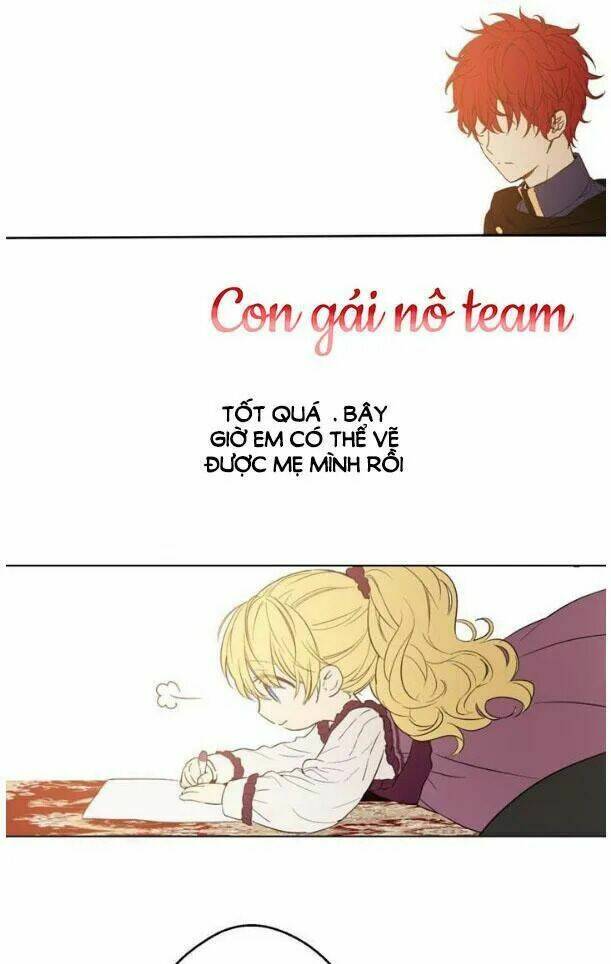 Con gái nô team
TỐT QUÁ . BÂY
GIỜ EM CÓ THỂ VẼ
ĐƯỢC MẸ MÌNH RỒI